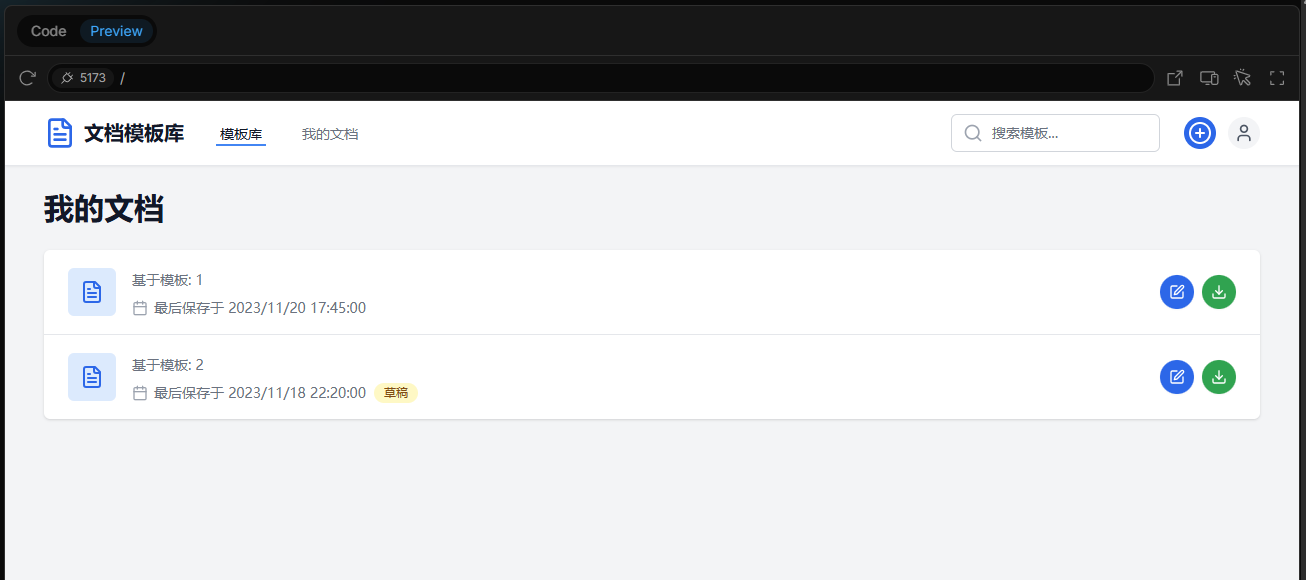 Code Preview
5173 /
文档模板库 模板库 我的文档 搜索模板...
我的文档
基于模板: 1
最后保存于 2023/11/20 17:45:00
基于模板: 2
最后保存于 2023/11/18 22:20:00 草稿